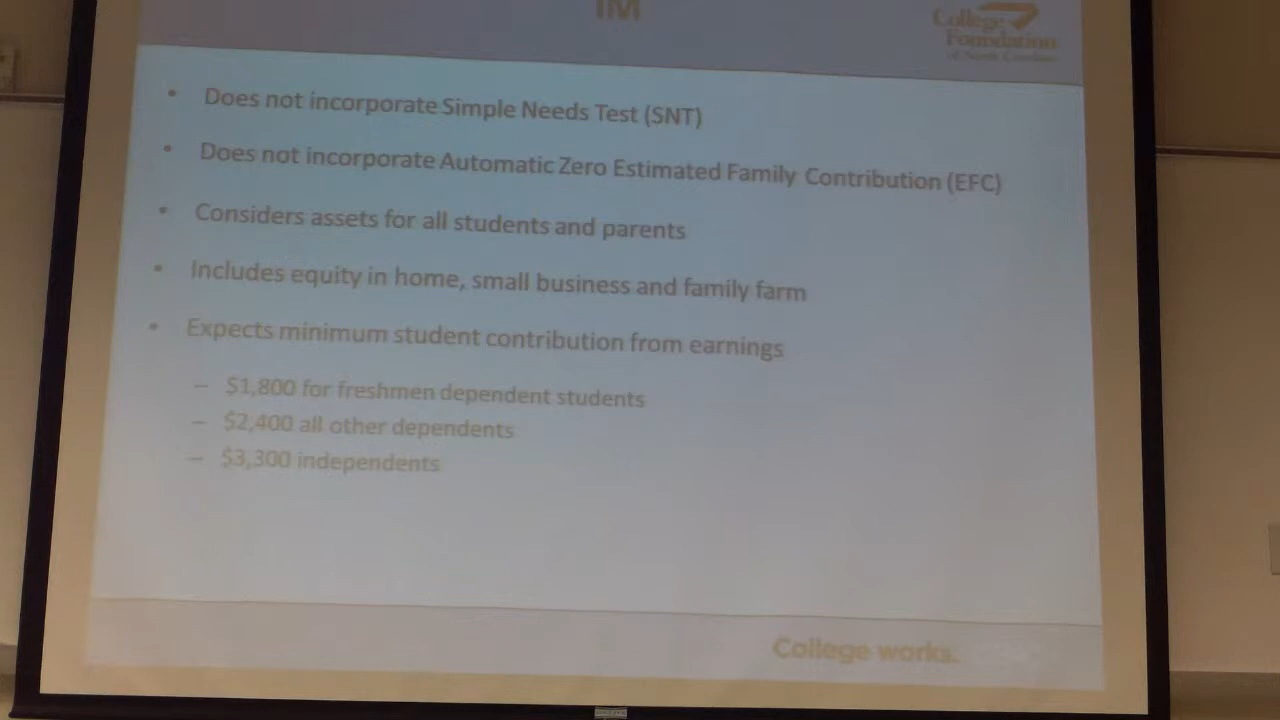 IM
College
Foundation
of North Carolina
• Does not incorporate Simple Needs Test (SNT)
• Does not incorporate Automatic Zero Estimated Family Contribution (EFC)
• Considers assets for all students and parents
• Includes equity in home, small business and family farm
• Expects minimum student contribution from earnings
– $1,800 for freshmen dependent students
– $2,400 all other dependents
– $3,300 independents
College works.